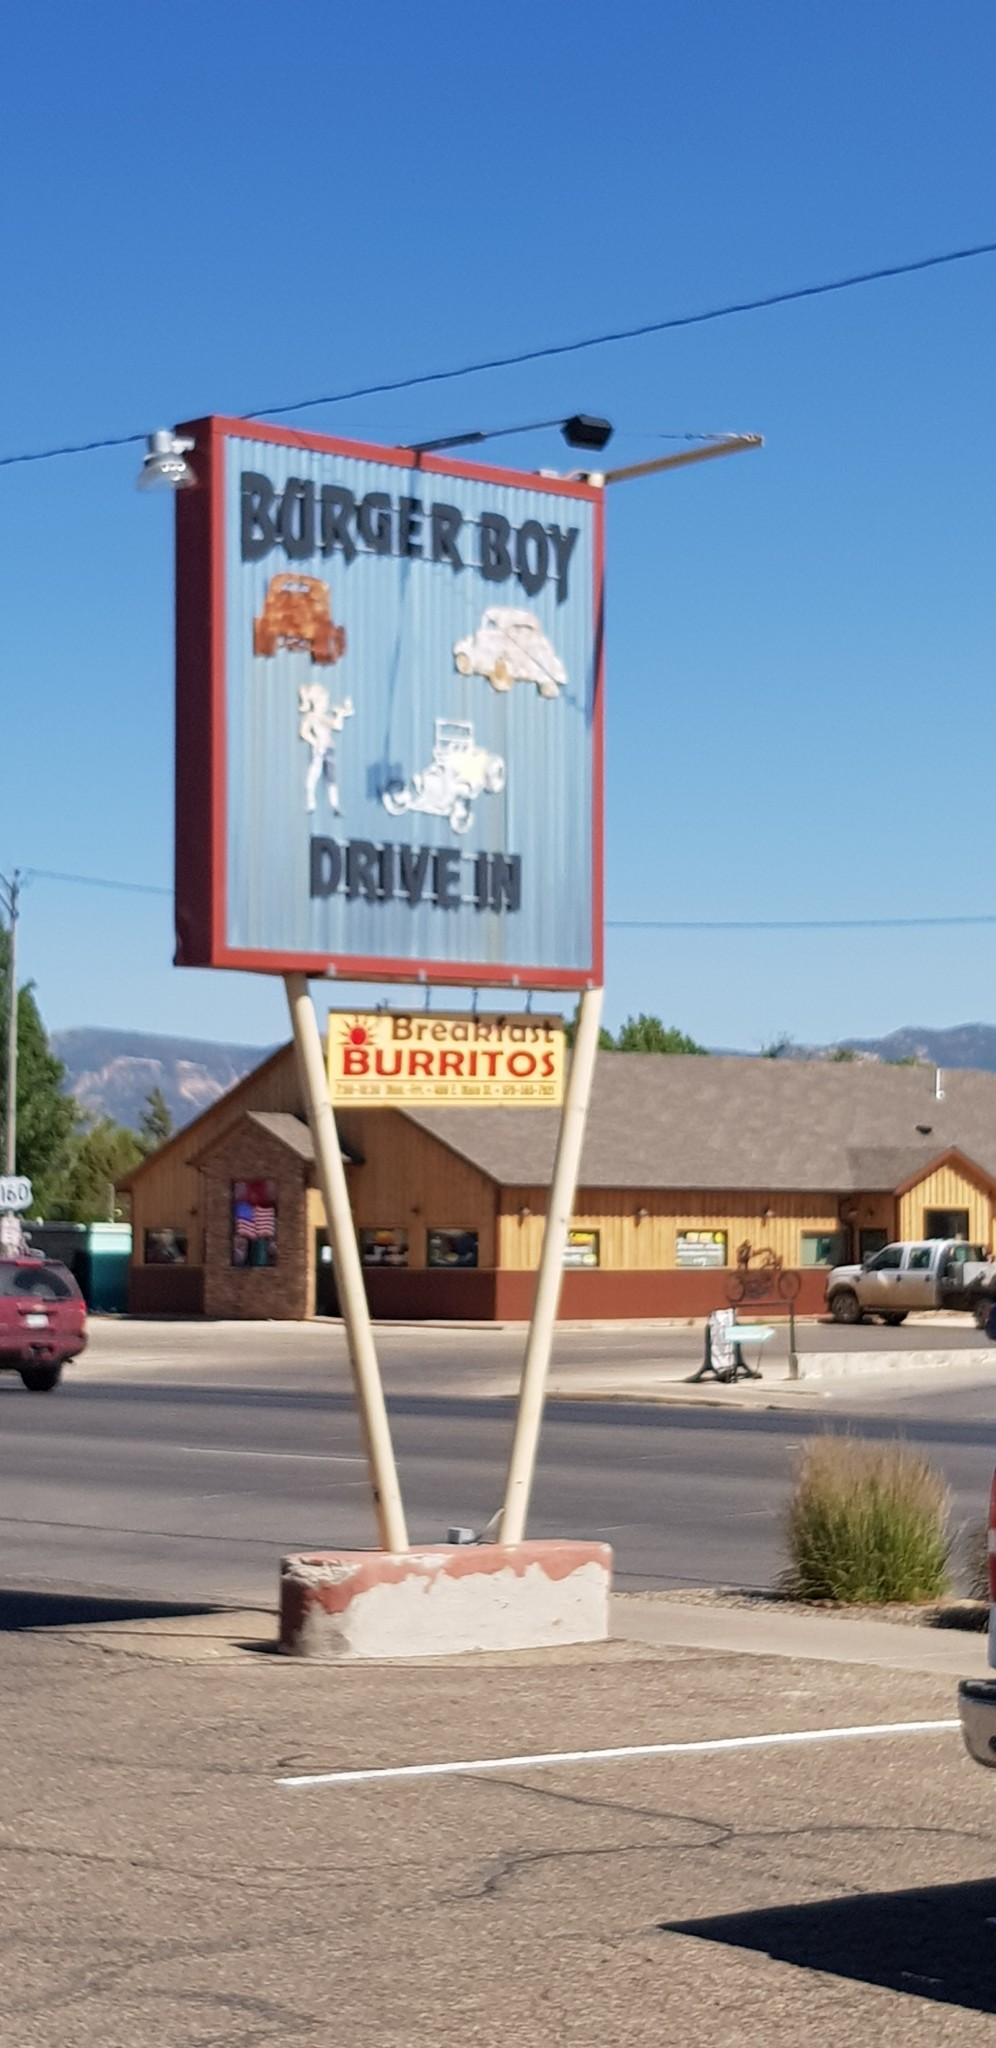 BURGER BOY
DRIVE IN
Breakfast
BURRITOS
160